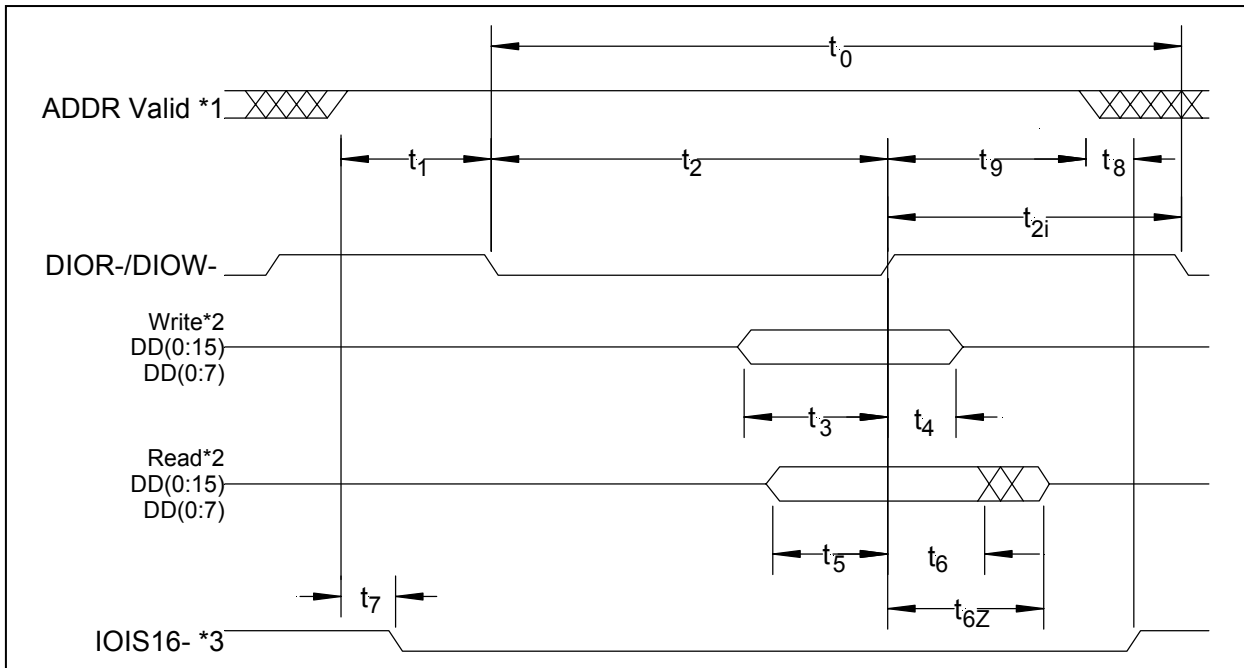 t0
ADDR Valid *1
t1 t2 t9 t8
t2i
DIOR-/DIOW-
Write*2
DD(0:15)
DD(0:7)
t3 t4
Read*2
DD(0:15)
DD(0:7)
t5 t6
t7 t6Z
IOIS16- *3